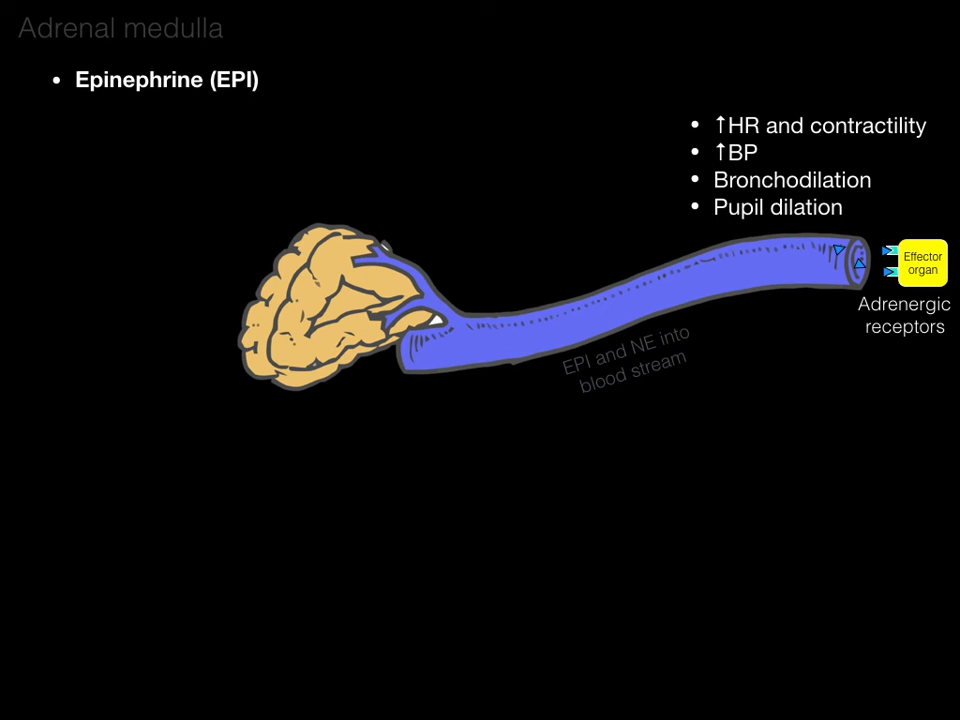 Adrenal medulla
• Epinephrine (EPI)
• ↑HR and contractility
• ↑BP
• Bronchodilation
• Pupil dilation
Effector
organ
Adrenergic
receptors
EPI and NE into
blood stream